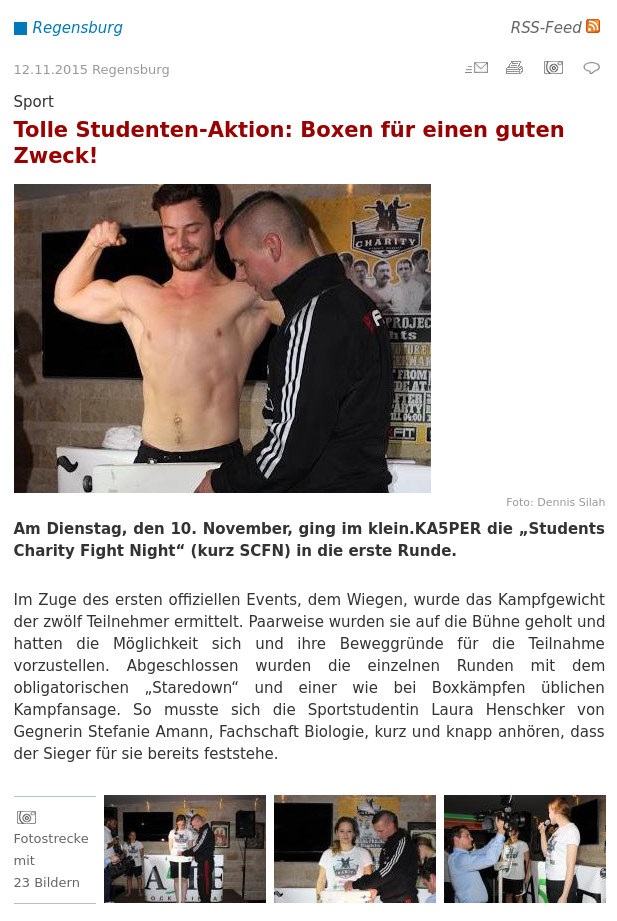 Regensburg
RSS-Feed
12.11.2015 Regensburg
Sport
Tolle Studenten-Aktion: Boxen für einen guten
Zweck!
CHARITY
Foto: Dennis Silah
Am Dienstag, den 10. November, ging im klein.KA5PER die „Students
Charity Fight Night“ (kurz SCFN) in die erste Runde.
Im Zuge des ersten offiziellen Events, dem Wiegen, wurde das Kampfgewicht
der zwölf Teilnehmer ermittelt. Paarweise wurden sie auf die Bühne geholt und
hatten die Möglichkeit sich und ihre Beweggründe für die Teilnahme
vorzustellen. Abgeschlossen wurden die einzelnen Runden mit dem
obligatorischen „Staredown“ und einer wie bei Boxkämpfen üblichen
Kampfansage. So musste sich die Sportstudentin Laura Henschker von
Gegnerin Stefanie Amann, Fachschaft Biologie, kurz und knapp anhören, dass
der Sieger für sie bereits feststehe.
Fotostrecke
mit
23 Bildern